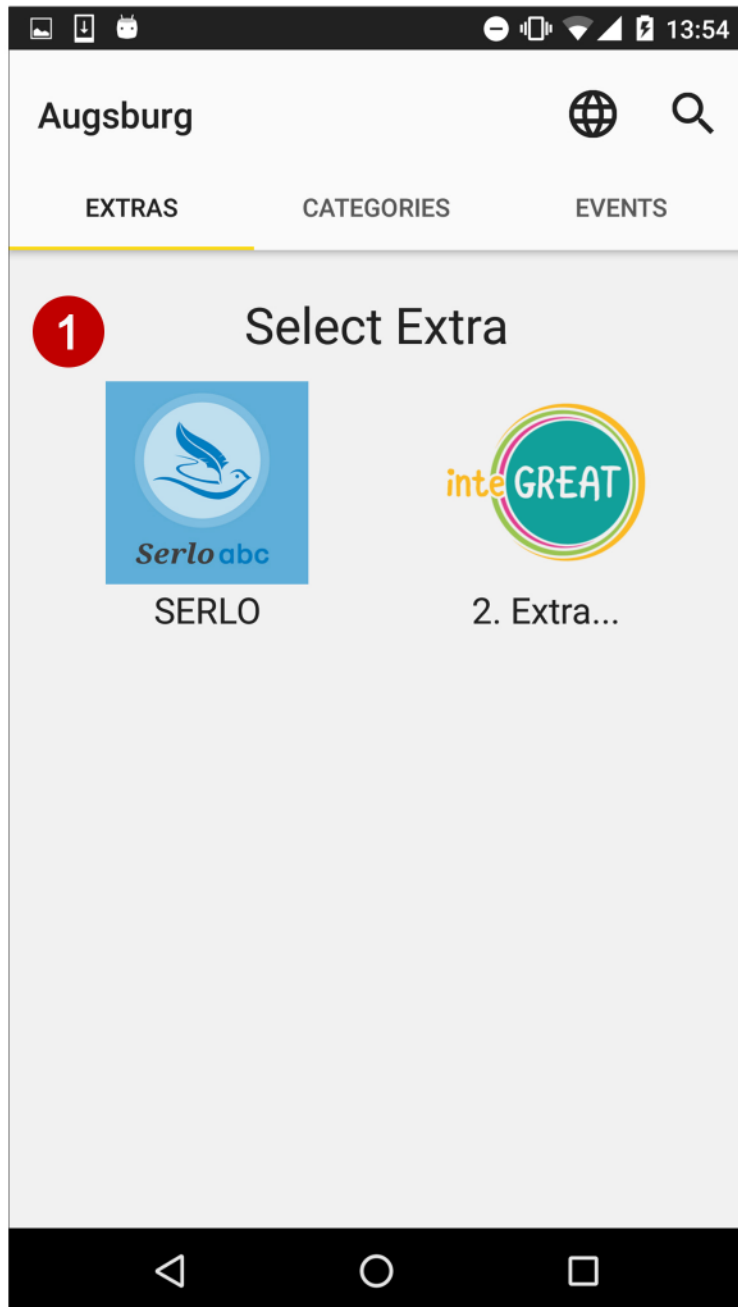 13:54
Augsburg
EXTRAS CATEGORIES EVENTS
1 Select Extra
Serlo abc
inteGREAT
SERLO
2. Extra...